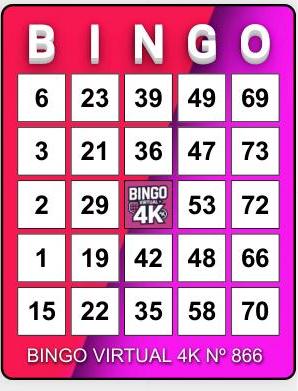 B I N G O
6 23 39 49 69
3 21 36 47 73
2 29 BINGO VIRTUAL 4K 53 72
1 19 42 48 66
15 22 35 58 70
BINGO VIRTUAL 4K Nº 866